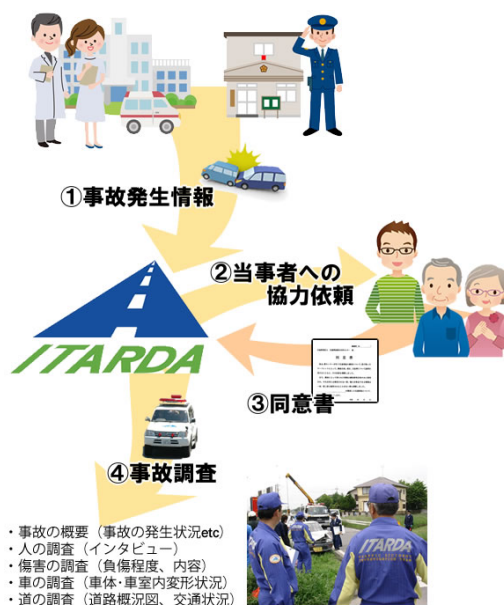 ①事故発生情報
②当事者への
協力依頼
ITARDA
同意書
③同意書
④事故調査
・事故の概要（事故の発生状況etc）
・人の調査（インタビュー）
・傷害の調査（負傷程度、内容）
・車の調査（車体･車室内変形状況）
・道の調査（道路概況図、交通状況）
ITARDA